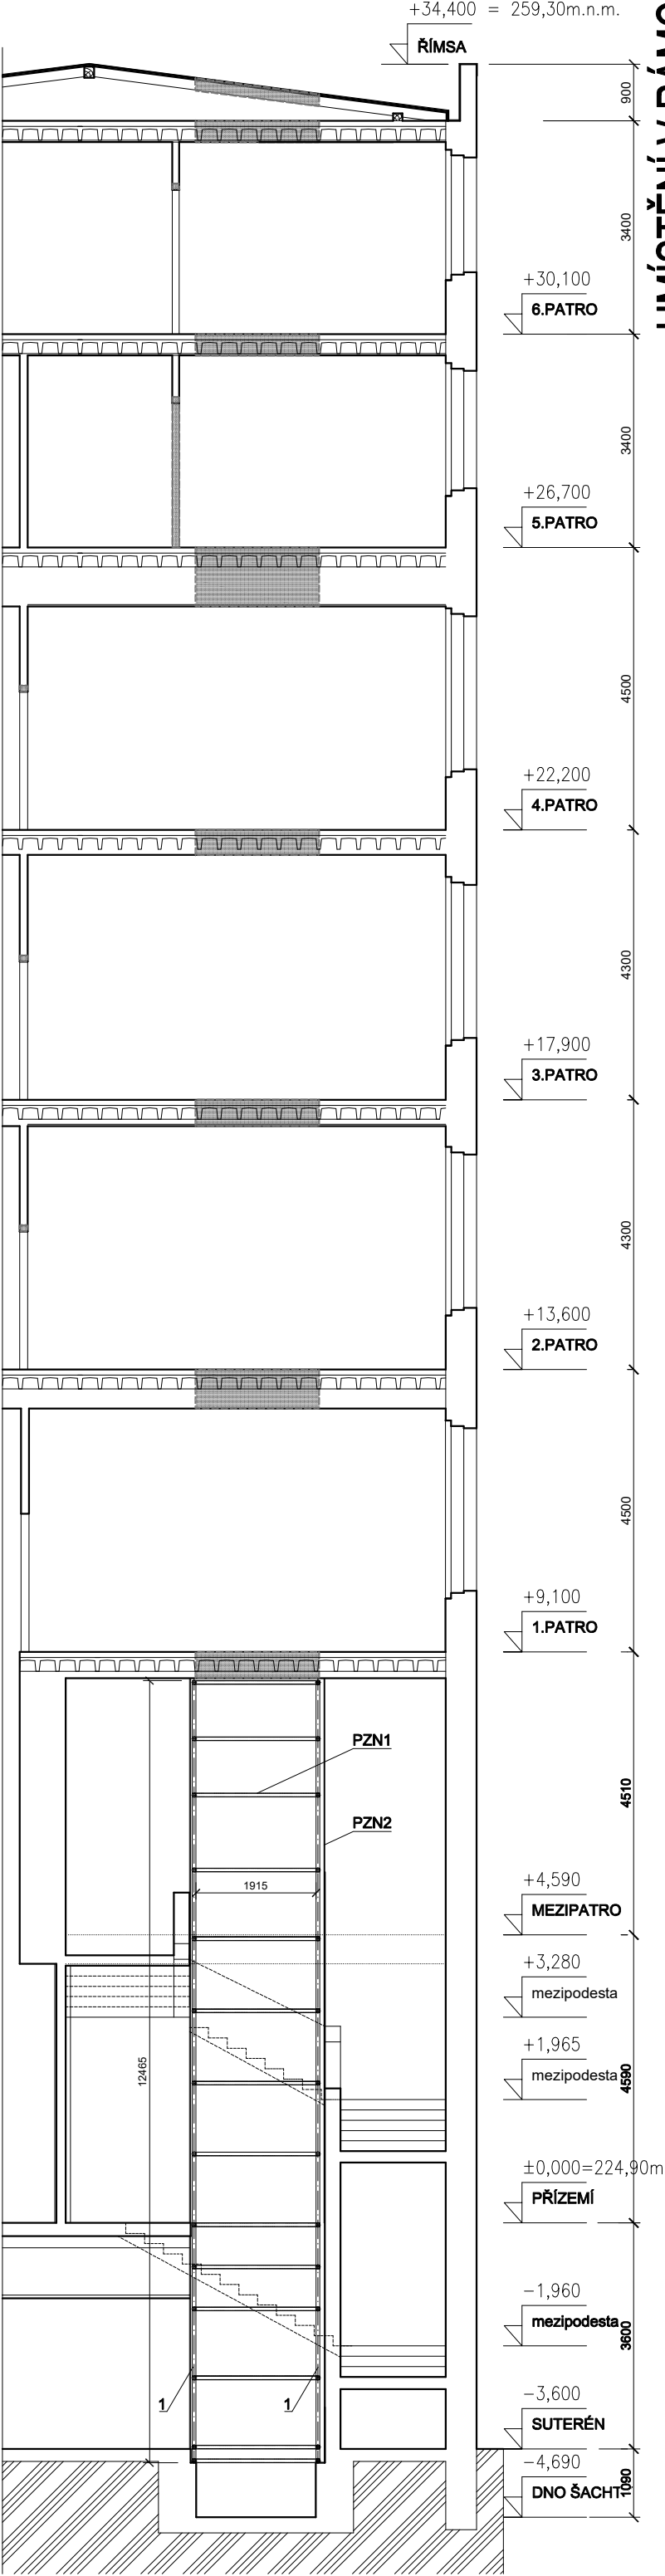 +34,400 = 259,30m.n.m.
ŘÍMSA
900
3400
+30,100
6.PATRO
3400
+26,700
5.PATRO
4500
+22,200
4.PATRO
4300
+17,900
3.PATRO
4300
+13,600
2.PATRO
4500
+9,100
1.PATRO
PZN1
4510
PZN2
+4,590
1915
MEZIPATRO
+3,280
mezipodesta
+1,965
mezipodesta
4590
12465
±0,000=224,90m
PŘÍZEMÍ
-1,960
mezipodesta
3600
1
1
-3,600
SUTERÉN
-4,690
DNO ŠACHT
1090